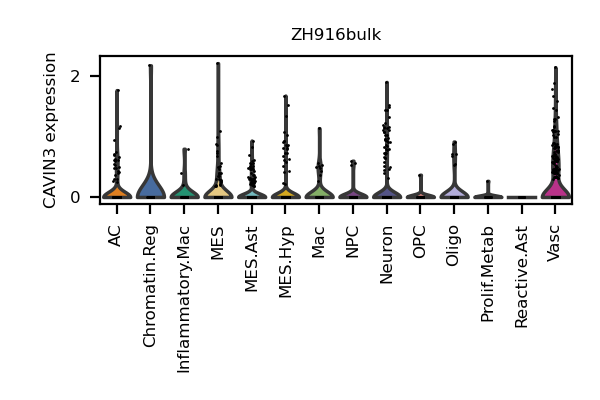 ZH916bulk
CAVIN3 expression
2
0
AC
Chromatin.Reg
Inflammatory.Mac
MES
MES.Ast
MES.Hyp
Mac
NPC
Neuron
OPC
Oligo
Prolif.Metab
Reactive.Ast
Vasc